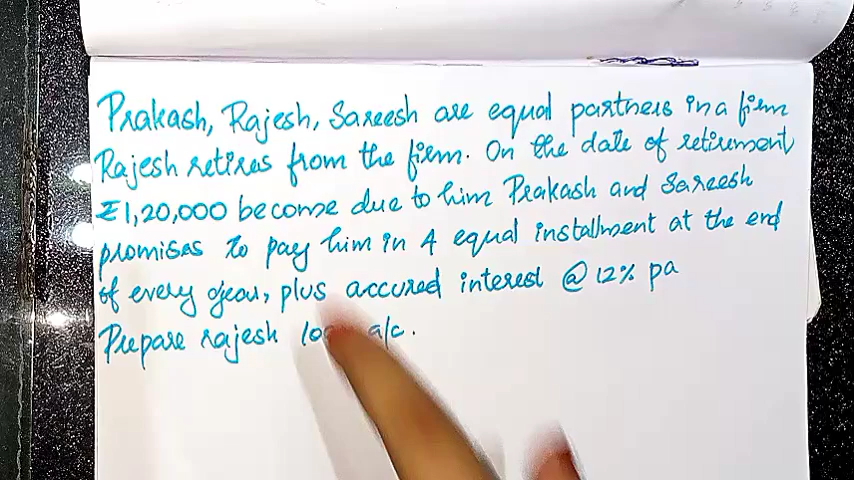 Prakash, Rajesh, Sareesh are equal partners in a firm
Rajesh retires from the firm. On the date of retirement
₹1,20,000 become due to him Prakash and Sareesh
promises to pay him in 4 equal installment at the end
of every year, plus accured interest @ 12% pa
Prepare rajesh a/c.